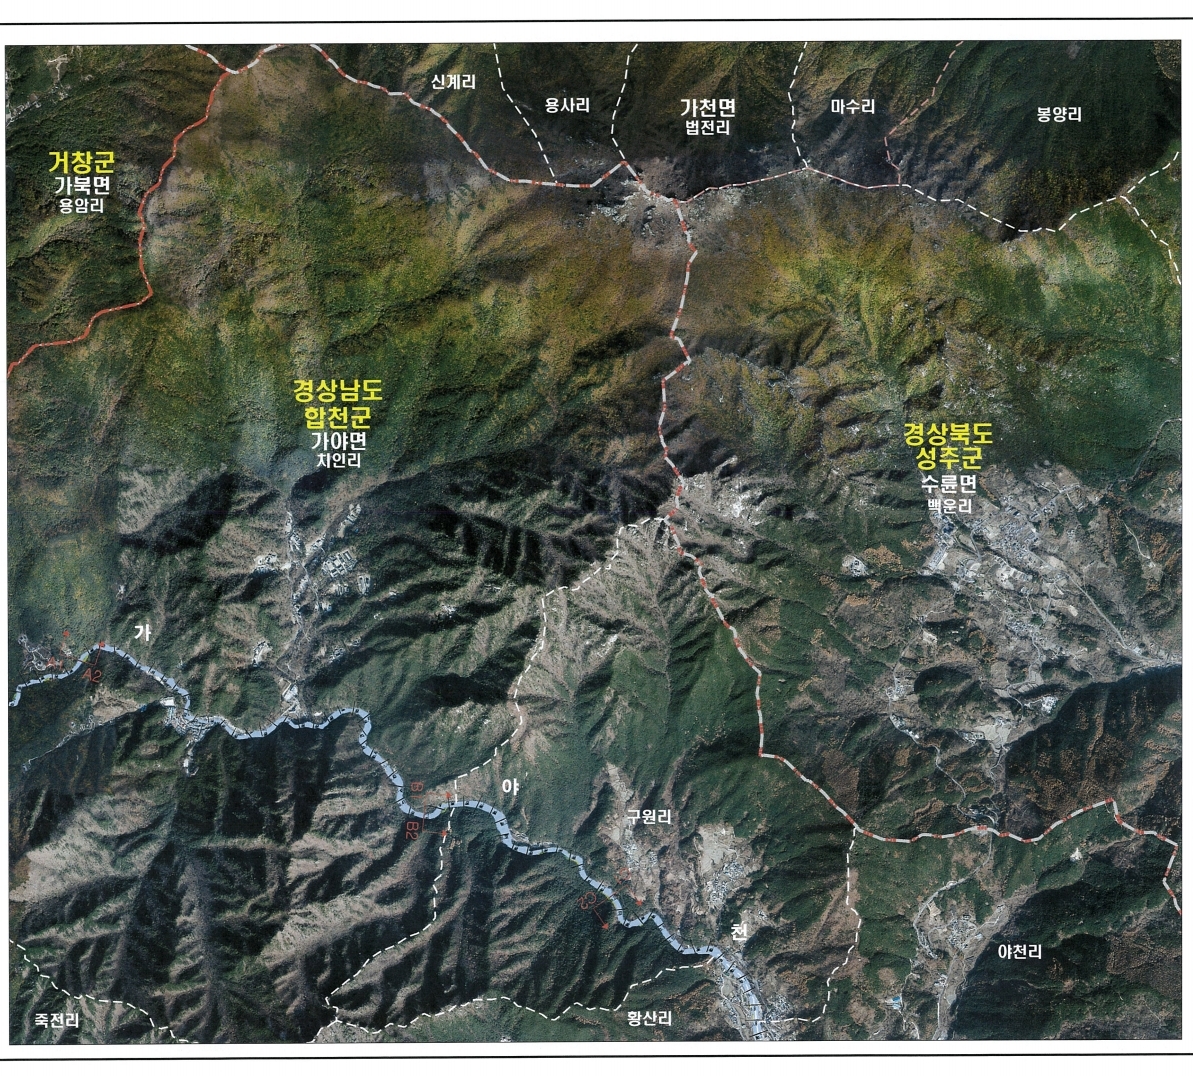 신계리
용사리
가천면
법전리
마수리
봉양리
거창군
가북면
용암리
경상남도
합천군
가야면
치인리
경상북도
성주군
수륜면
백운리
가
A2
야
B2
구원리
천
야천리
죽전리
황산리